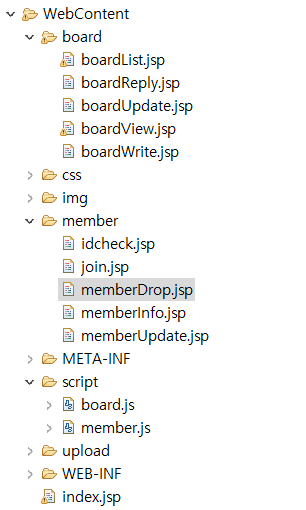 WebContent
board
boardList.jsp
boardReply.jsp
boardUpdate.jsp
boardView.jsp
boardWrite.jsp
css
img
member
idcheck.jsp
join.jsp
memberDrop.jsp
memberInfo.jsp
memberUpdate.jsp
META-INF
script
board.js
member.js
upload
WEB-INF
index.jsp